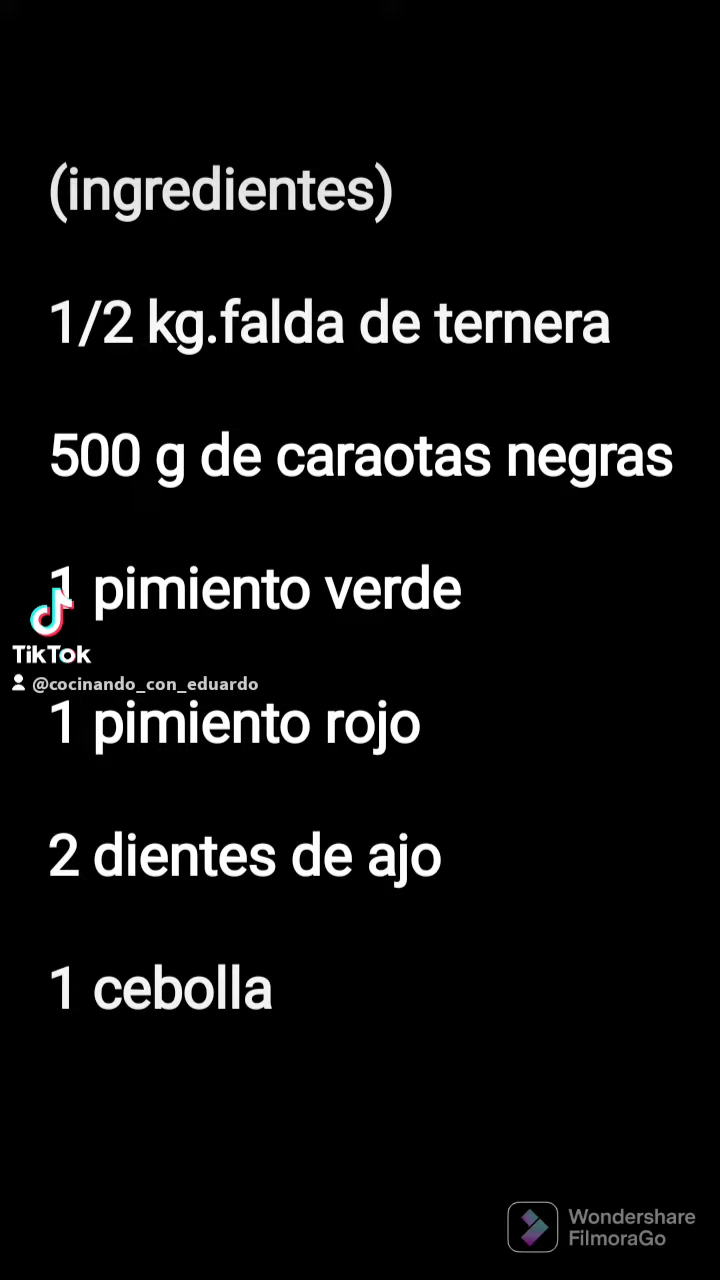 (ingredientes)
1/2 kg.falda de ternera
500 g de caraotas negras
1 pimiento verde
TikTok
@cocinando_con_eduardo
1 pimiento rojo
2 dientes de ajo
1 cebolla
Wondershare
FilmoraGo